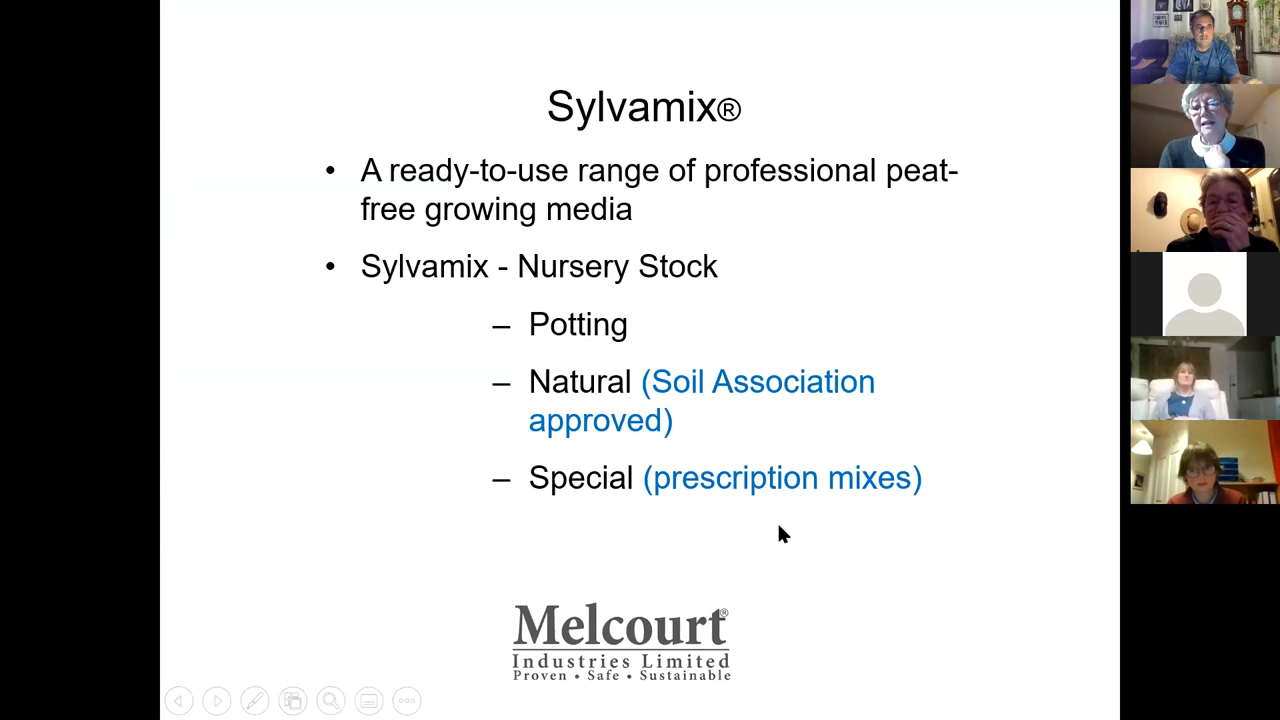 Sylvamix®
• A ready-to-use range of professional peat-
free growing media
• Sylvamix - Nursery Stock
– Potting
– Natural (Soil Association
approved)
– Special (prescription mixes)
Melcourt®
Industries Limited
Proven • Safe • Sustainable